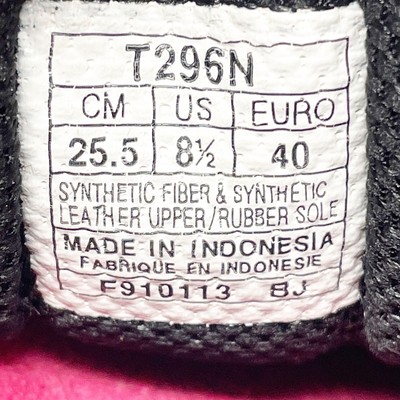 T296N
CM US EURO
25.5 8½ 40
SYNTHETIC FIBER & SYNTHETIC
LEATHER UPPER/RUBBER SOLE
MADE IN INDONESIA
FABRIQUE EN INDONESIE
F910113 BJ